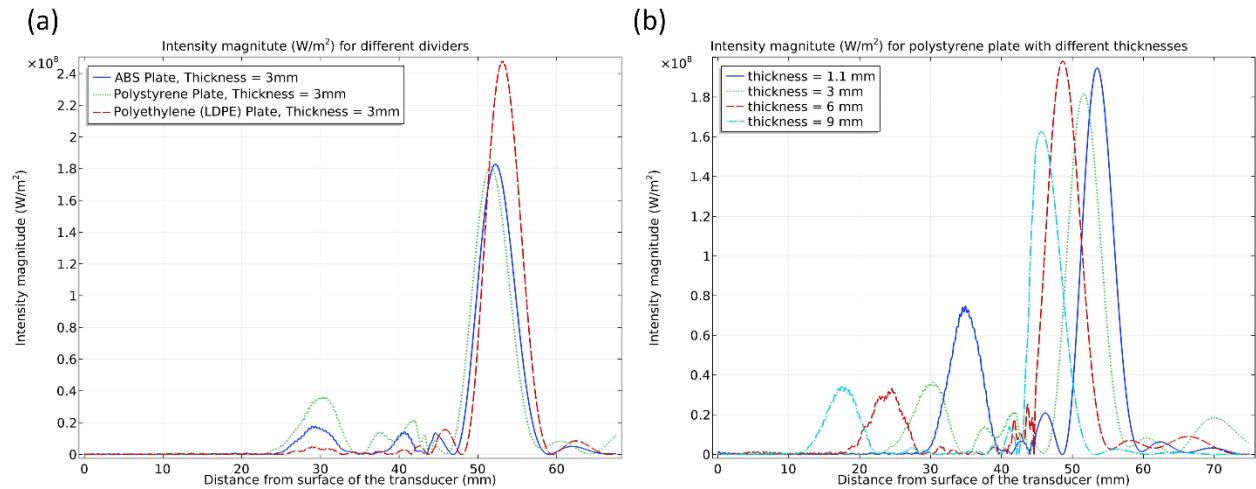 (a)
Intensity magnitute (W/m²) for different dividers
×10⁸
ABS Plate, Thickness = 3mm
Polystyrene Plate, Thickness = 3mm
Polyethylene (LDPE) Plate, Thickness = 3mm
2.4
2.2
2
1.8
1.6
1.4
1.2
1
0.8
0.6
0.4
0.2
0
Intensity magnitude (W/m²)
0 10 20 30 40 50 60
Distance from surface of the transducer (mm)
(b)
Intensity magnitute (W/m²) for polystyrene plate with different thicknesses
×10⁸
thickness = 1.1 mm
thickness = 3 mm
thickness = 6 mm
thickness = 9 mm
1.8
1.6
1.4
1.2
1
0.8
0.6
0.4
0.2
0
Intensity magnitude (W/m²)
0 10 20 30 40 50 60 70
Distance from surface of the transducer (mm)